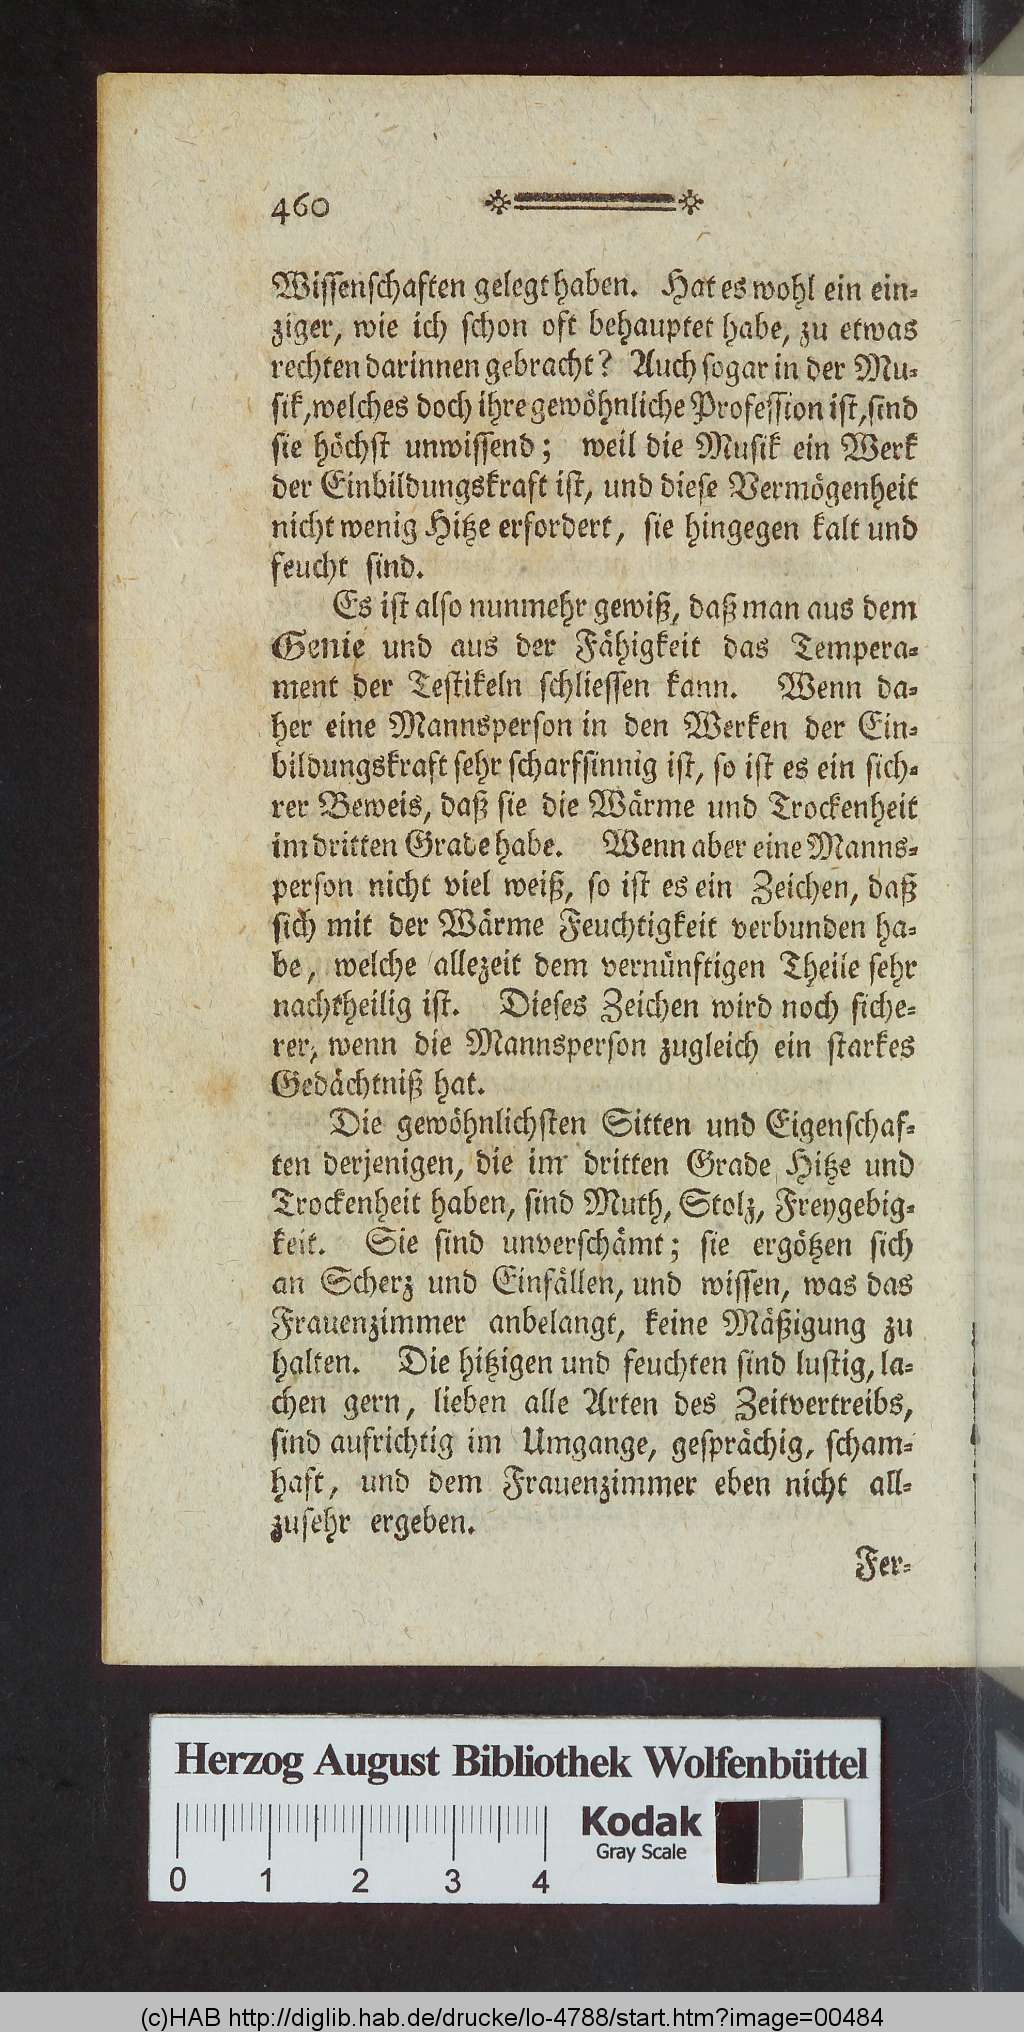 460
Wissenschaften gelegt haben. Hat es wohl ein ein-
ziger, wie ich schon oft behauptet habe, zu etwas
rechten darinnen gebracht? Auch sogar in der Mu-
sik, welches doch ihre gewöhnliche Profession ist, sind
sie höchst unwissend; weil die Musik ein Werk
der Einbildungskraft ist, und diese Vermögenheit
nicht wenig Hitze erfordert, sie hingegen kalt und
feucht sind.
Es ist also nunmehr gewiß, daß man aus dem
Genie und aus der Fähigkeit das Tempera-
ment der Testikeln schliessen kann. Wenn da-
her eine Mannsperson in den Werken der Ein-
bildungskraft sehr scharfsinnig ist, so ist es ein sich-
rer Beweis, daß sie die Wärme und Trockenheit
im dritten Grade habe. Wenn aber eine Manns-
person nicht viel weiß, so ist es ein Zeichen, daß
sich mit der Wärme Feuchtigkeit verbunden ha-
be, welche allezeit dem vernünftigen Theile sehr
nachtheilig ist. Dieses Zeichen wird noch siche-
rer, wenn die Mannsperson zugleich ein starkes
Gedächtniß hat.
Die gewöhnlichsten Sitten und Eigenschaf-
ten derjenigen, die im dritten Grade Hitze und
Trockenheit haben, sind Muth, Stolz, Freygebig-
keit. Sie sind unverschämt; sie ergötzen sich
an Scherz und Einfällen, und wissen, was das
Frauenzimmer anbelangt, keine Mäßigung zu
halten. Die hitzigen und feuchten sind lustig, la-
chen gern, lieben alle Arten des Zeitvertreibs,
sind aufrichtig im Umgange, gesprächig, scham-
haft, und dem Frauenzimmer eben nicht all-
zusehr ergeben.
Fer-
Herzog August Bibliothek Wolfenbüttel
Kodak
Gray Scale
0 1 2 3 4
(c)HAB http://diglib.hab.de/drucke/lo-4788/start.htm?image=00484